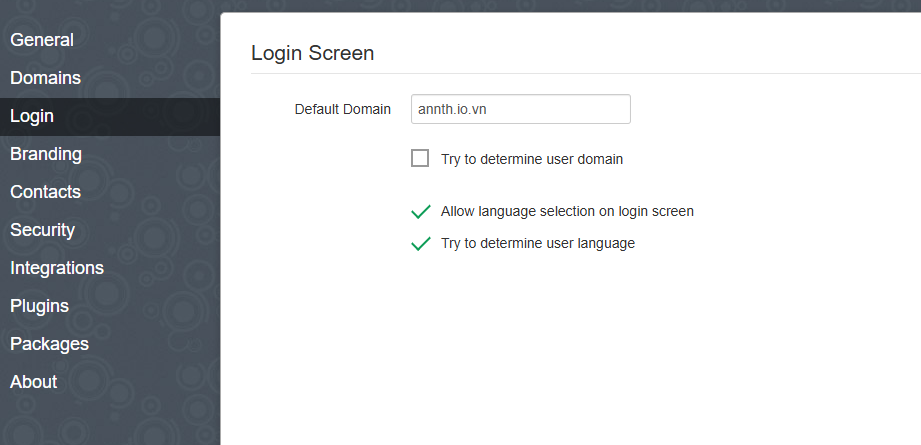 General
Domains
Login
Branding
Contacts
Security
Integrations
Plugins
Packages
About
Login Screen
Default Domain annth.io.vn
Try to determine user domain
Allow language selection on login screen
Try to determine user language